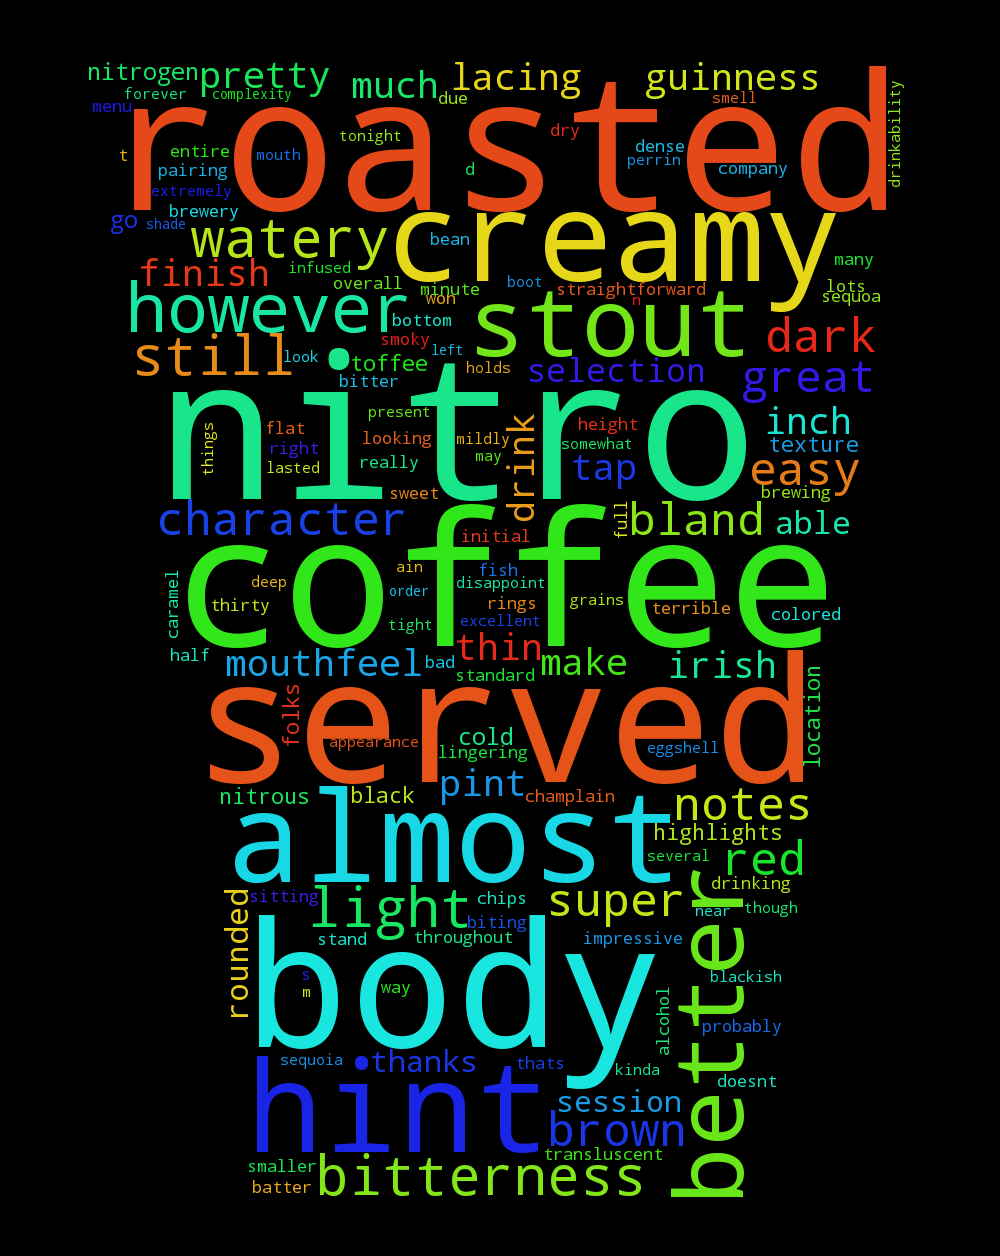 nitrogen pretty much lacing guinness
forever complexity due smell
menu roasted drinkability
t entire tonight dry dense
pairing mouth d perrin company
extremely
brewery
go shade watery creamy bean many
finish infused
overall minute boot straightforward lots
however won n sequoa
bottom stout dark
still smoky
look toffee left holds selection great
bitter
nitro
present drink height inch
things flat looking mildly somewhat texture
right really may tap easy
lasted
sweet brewing
character full bland able
coffee
initial
ain fish
deep order disappoint
caramel thirty rings grains terrible colored
tight excellent
half mouthfeel bad thin make irish
standard
served
folks location
appearance cold eggshell
lingering
nitrous black pint champlain notes
almost highlights
several red
rounded sitting light chips super drinking
biting near though
stand throughout impressive
body
s way blackish
m
alcohol probably
better
sequoia thanks thats kinda
hint doesnt
session
brown
transluscent
smaller bitterness
batter